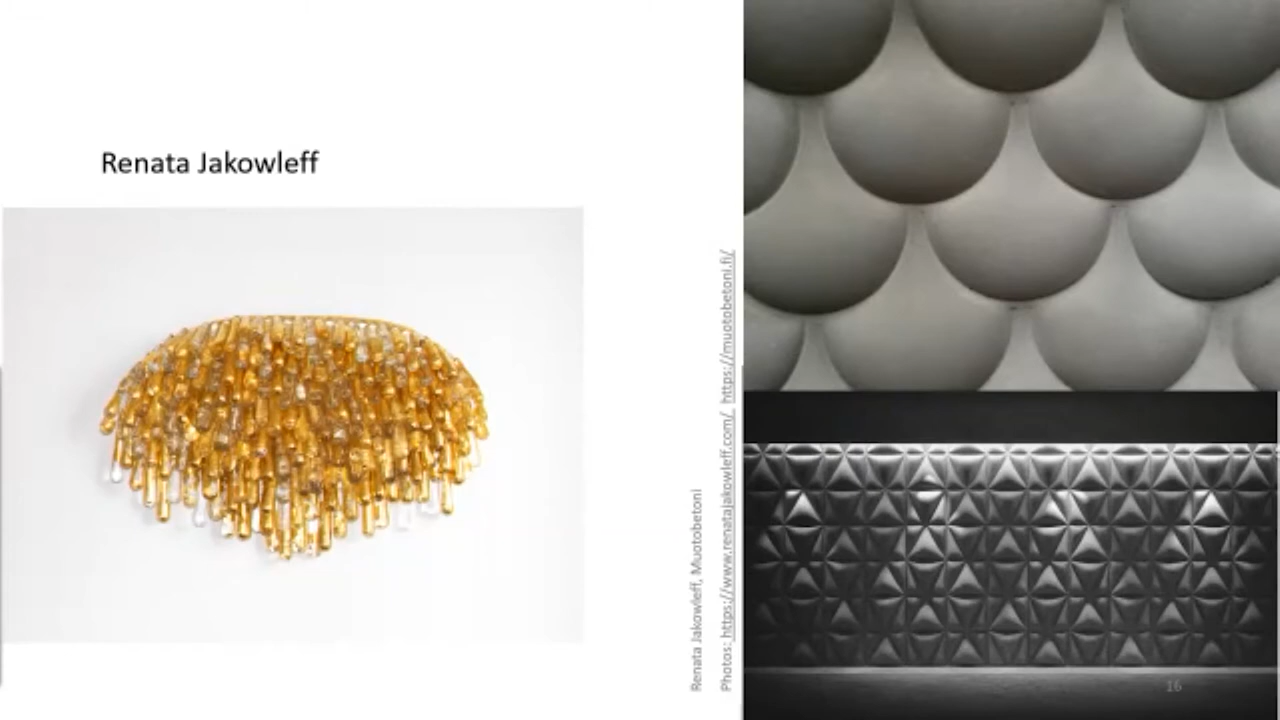 Renata Jakowleff
Renata Jakowleff, Muotobetoni
Photos: https://www.renatajakowleff.com/ https://muotobetoni.fi/
16